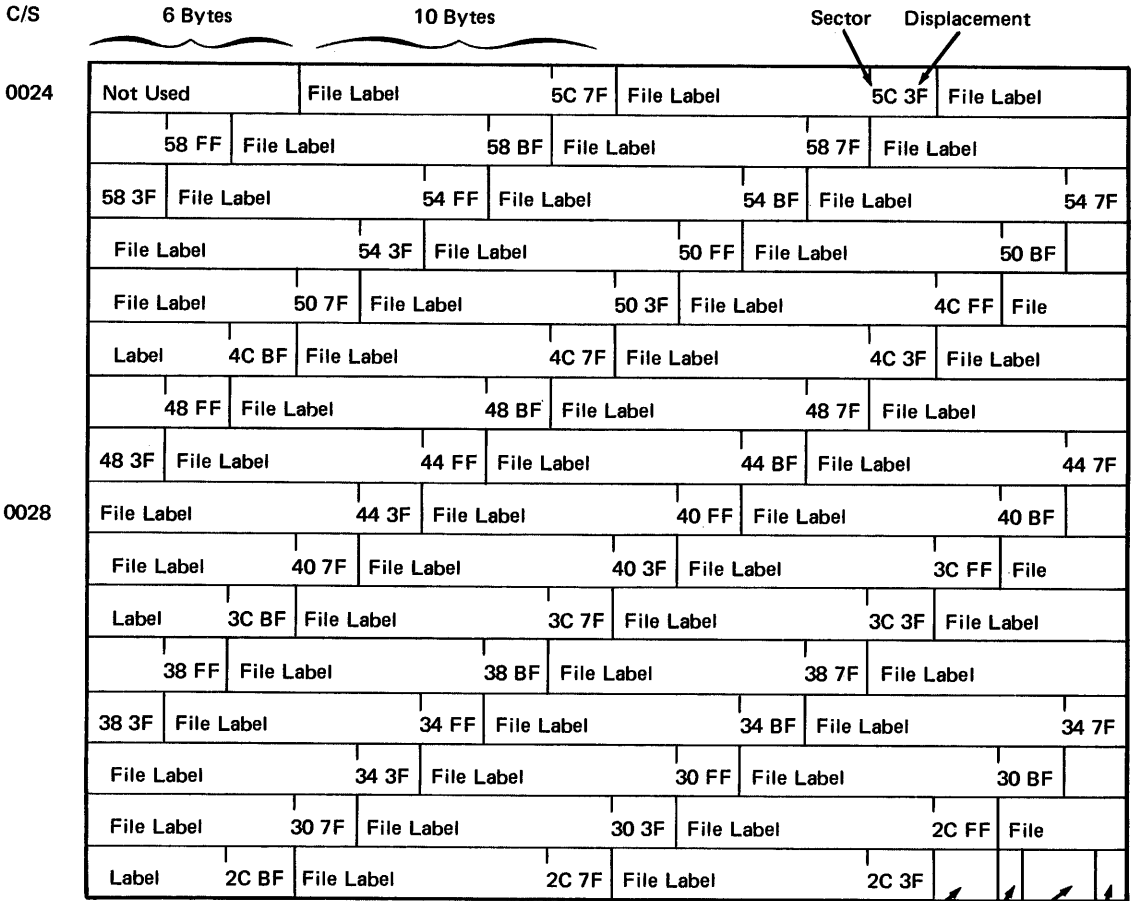 C/S 6 Bytes 10 Bytes Sector Displacement
0024 Not Used File Label 5C 7F File Label 5C 3F File Label
58 FF File Label 58 BF File Label 58 7F File Label
58 3F File Label 54 FF File Label 54 BF File Label 54 7F
File Label 54 3F File Label 50 FF File Label 50 BF
File Label 50 7F File Label 50 3F File Label 4C FF File
Label 4C BF File Label 4C 7F File Label 4C 3F File Label
48 FF File Label 48 BF File Label 48 7F File Label
48 3F File Label 44 FF File Label 44 BF File Label 44 7F
0028 File Label 44 3F File Label 40 FF File Label 40 BF
File Label 40 7F File Label 40 3F File Label 3C FF File
Label 3C BF File Label 3C 7F File Label 3C 3F File Label
38 FF File Label 38 BF File Label 38 7F File Label
38 3F File Label 34 FF File Label 34 BF File Label 34 7F
File Label 34 3F File Label 30 FF File Label 30 BF
File Label 30 7F File Label 30 3F File Label 2C FF File
Label 2C BF File Label 2C 7F File Label 2C 3F